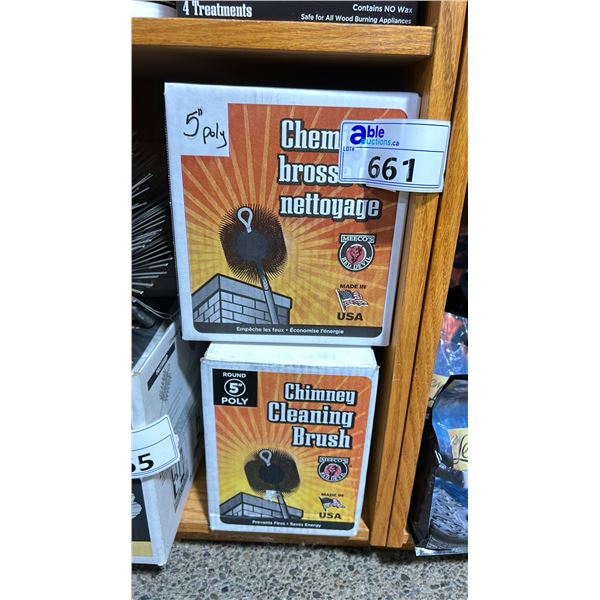 4 Treatments
Contains NO Wax
Safe for All Wood Burning Appliances
5" poly
able
auctions.ca
LOT#
661
nettoyage
MEECO'S
RED DEVIL
MADE IN
USA
Empêche les feux • Économise l'énergie
ROUND
5"
POLY
Chimney
Cleaning
Brush
MEECO'S
RED DEVIL
MADE IN
USA
Prevents Fires • Saves Energy